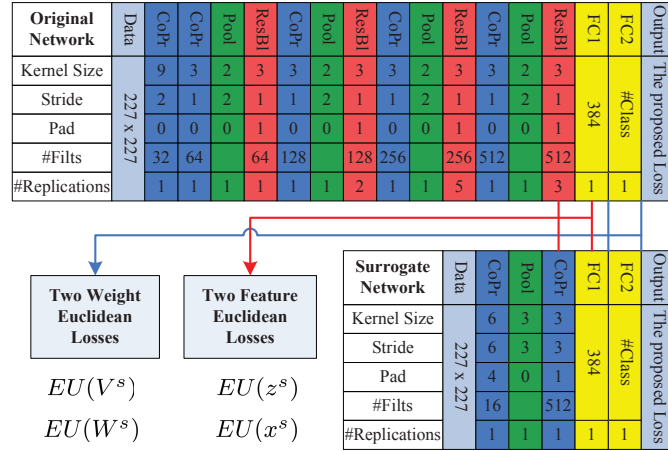 Original Network Data CoPr CoPr Pool ResBl CoPr Pool ResBl CoPr Pool ResBl CoPr Pool ResBl FC1 FC2 Output
Kernel Size 227 x 227 9 3 2 3 3 2 3 3 2 3 3 2 3 384 #Class The proposed Loss
Stride 2 1 2 1 1 2 1 1 2 1 1 2 1
Pad 0 0 0 1 0 0 1 0 0 1 0 0 1
#Filts 32 64 64 128 128 256 256 512 512
#Replications 1 1 1 1 1 1 2 1 1 5 1 1 3 1 1
Two Weight
Euclidean
Losses
Two Feature
Euclidean
Losses
EU(V^s)
EU(z^s)
EU(W^s)
EU(x^s)
Surrogate Network Data CoPr Pool CoPr FC1 FC2 Output
Kernel Size 227 x 227 6 3 3 384 #Class The proposed Loss
Stride 6 3 3
Pad 4 0 1
#Filts 16 512
#Replications 1 1 1 1 1